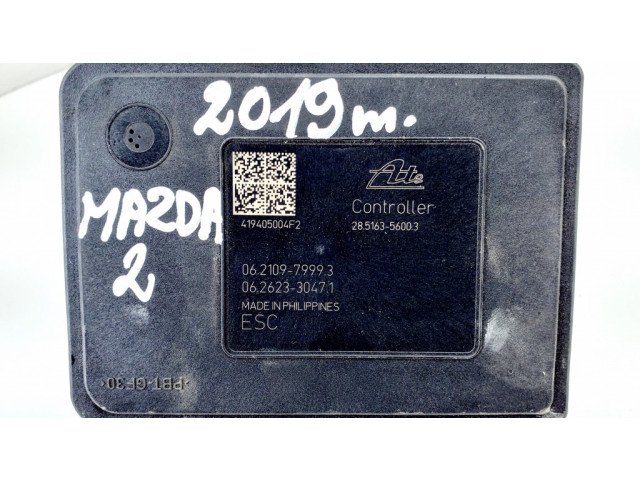 2019 m.
MAZDA
2
Ate
Controller
419405004F2
28.5163-5600.3
06.2109-7999.3
06.2623-3047.1
MADE IN PHILIPPINES
ESC
>PBT-GF30<